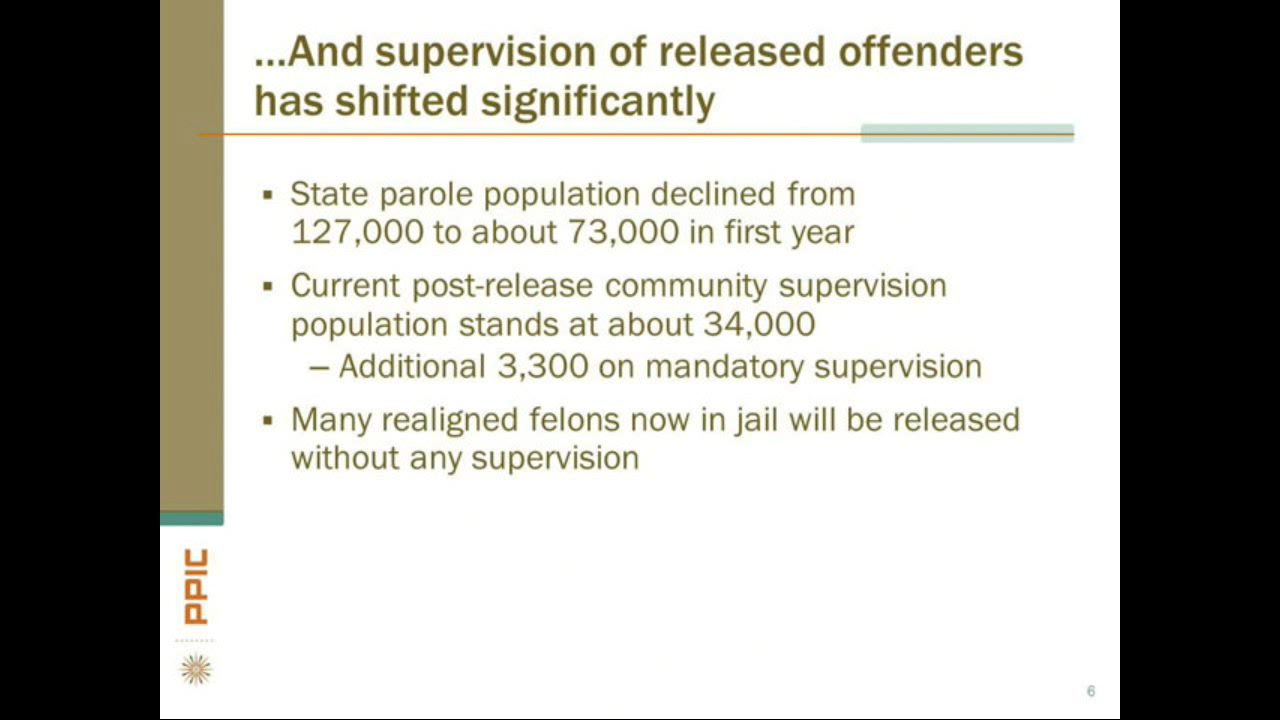 ...And supervision of released offenders
has shifted significantly
▪ State parole population declined from
127,000 to about 73,000 in first year
▪ Current post-release community supervision
population stands at about 34,000
– Additional 3,300 on mandatory supervision
▪ Many realigned felons now in jail will be released
without any supervision
PPIC
6